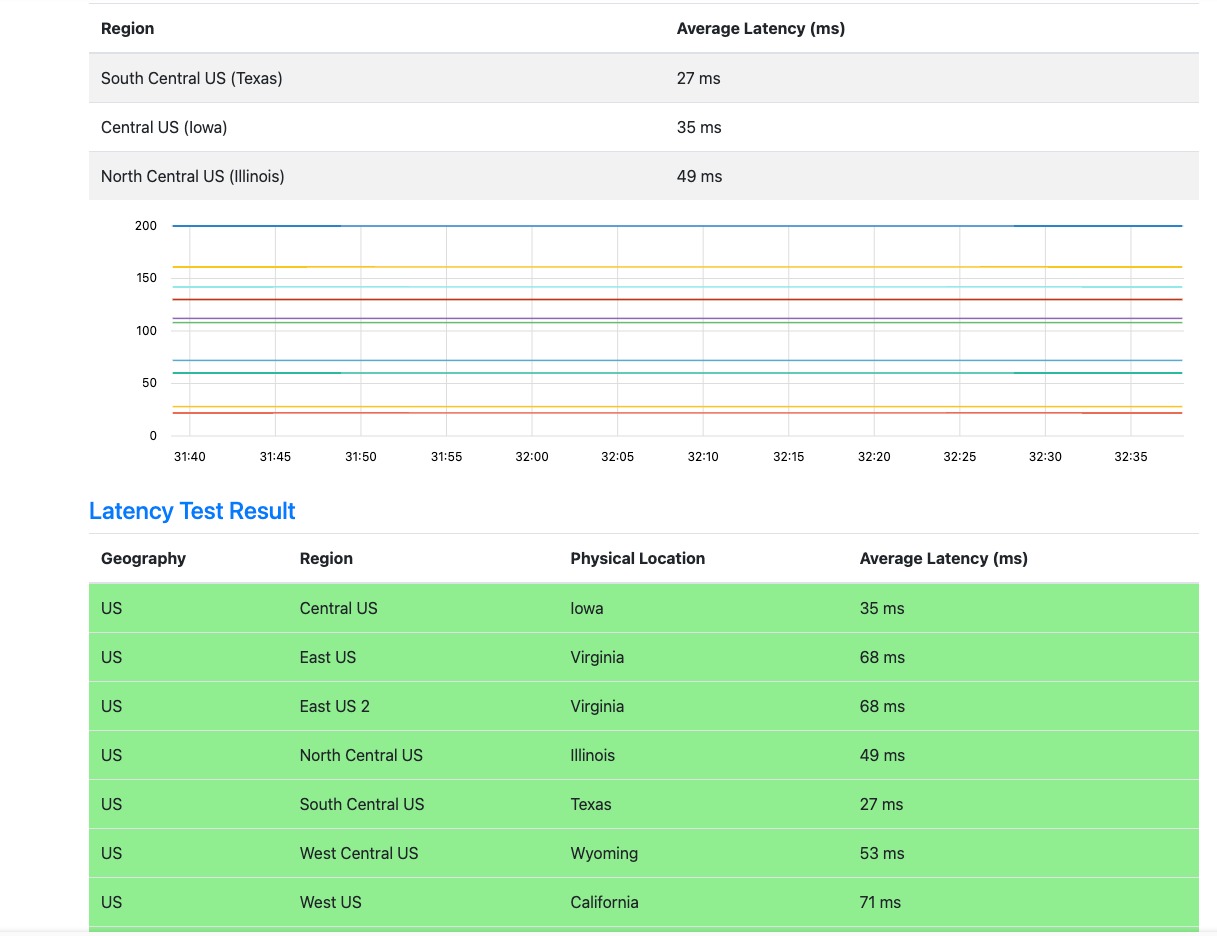 Region Average Latency (ms)
South Central US (Texas) 27 ms
Central US (Iowa) 35 ms
North Central US (Illinois) 49 ms
200
150
100
50
0
31:40 31:45 31:50 31:55 32:00 32:05 32:10 32:15 32:20 32:25 32:30 32:35
Latency Test Result
Geography Region Physical Location Average Latency (ms)
US Central US Iowa 35 ms
US East US Virginia 68 ms
US East US 2 Virginia 68 ms
US North Central US Illinois 49 ms
US South Central US Texas 27 ms
US West Central US Wyoming 53 ms
US West US California 71 ms